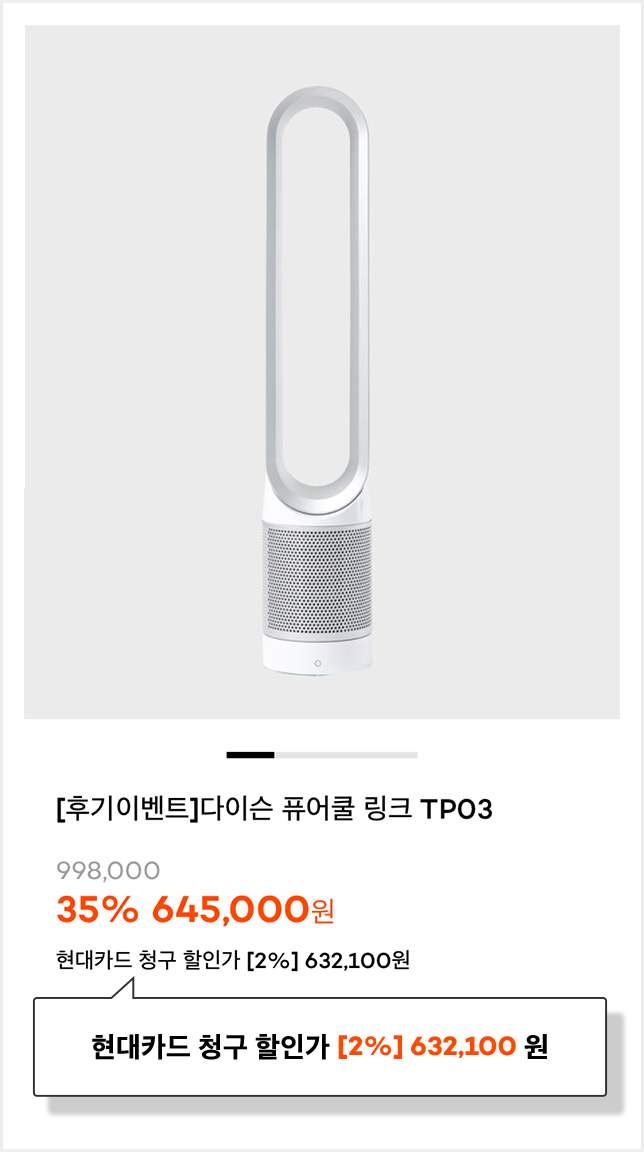 [후기이벤트]다이슨 퓨어쿨 링크 TP03
998,000
35% 645,000원
현대카드 청구 할인가 [2%] 632,100원
현대카드 청구 할인가 [2%] 632,100 원